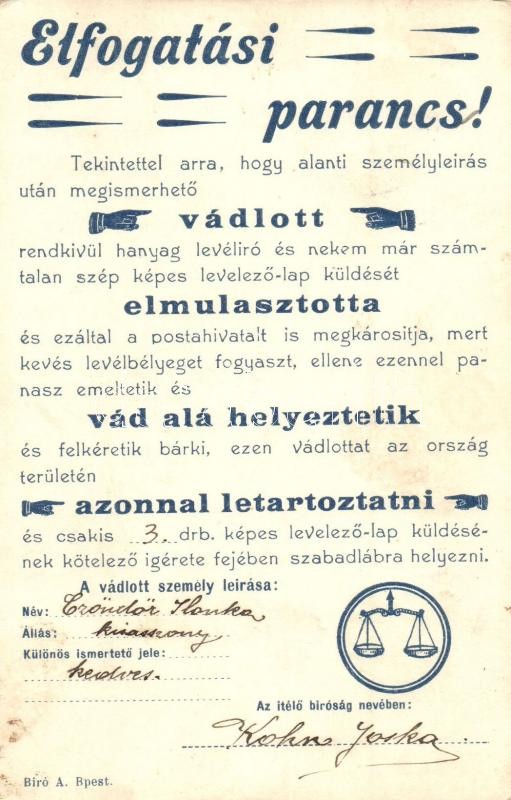 Elfogatási
parancs!
Tekintettel arra, hogy alanti személyleirás
után megismerhető
vádlott
rendkivül hanyag levéliró és nekem már szám-
talan szép képes levelező-lap küldését
elmulasztotta
és ezáltal a postahivatalt is megkárositja, mert
kevés levélbélyeget fogyaszt, ellene ezennel pa-
nasz emeltetik és
vád alá helyeztetik
és felkéretik bárki, ezen vádlottat az ország
területén
azonnal letartoztatni
és csakis 3. drb. képes levelező-lap küldésé-
nek kötelező igérete fejében szabadlábra helyezni.
A vádlott személy leirása:
Név: Ilonka
Állás: kisasszony
Különös ismertető jele:
kedves.
Az itélő biróság nevében:
Kohn Joska
Biró A. Bpest.